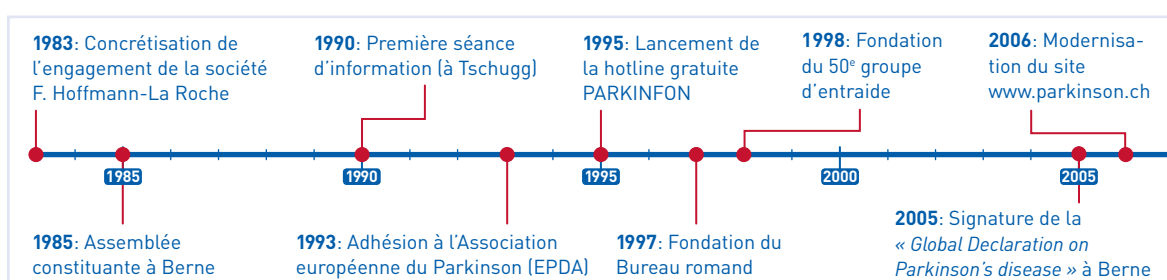 1983: Concrétisation de
l'engagement de la société
F. Hoffmann-La Roche
1990: Première séance
d'information (à Tschugg)
1995: Lancement de
la hotline gratuite
PARKINFON
1998: Fondation
du 50e groupe
d'entraide
2006: Modernisa-
tion du site
www.parkinson.ch
1985
1990
1995
2000
2005
1985: Assemblée
constituante à Berne
1993: Adhésion à l'Association
européenne du Parkinson (EPDA)
1997: Fondation du
Bureau romand
2005: Signature de la
« Global Declaration on
Parkinson's disease » à Berne